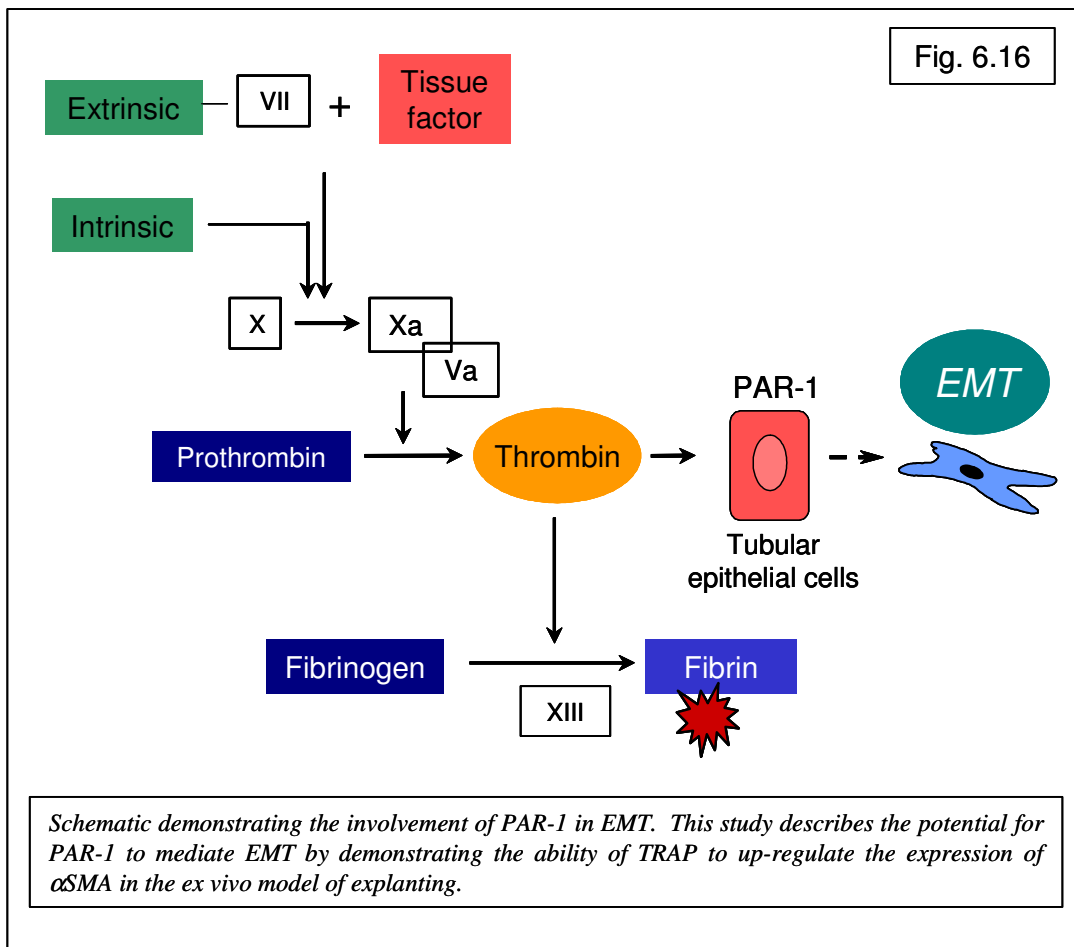 Fig. 6.16
Extrinsic
VII
+
Tissue
factor
Intrinsic
X
Xa
Va
Prothrombin
Thrombin
PAR-1
EMT
Tubular
epithelial cells
Fibrinogen
XIII
Fibrin
Schematic demonstrating the involvement of PAR-1 in EMT. This study describes the potential for
PAR-1 to mediate EMT by demonstrating the ability of TRAP to up-regulate the expression of
αSMA in the ex vivo model of explanting.